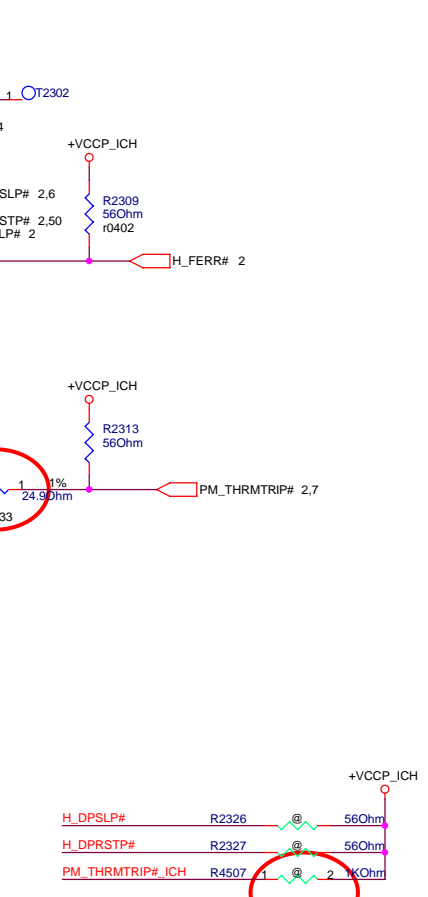 1 T2302
4
+VCCP_ICH
SLP# 2,6
R2309
56Ohm
STP# 2,50
r0402
LP# 2
H_FERR# 2
+VCCP_ICH
R2313
56Ohm
1 1%
24.9Ohm
PM_THRMTRIP# 2,7
33
+VCCP_ICH
H_DPSLP# R2326 @ 56Ohm
H_DPRSTP# R2327 @ 56Ohm
PM_THRMTRIP#_ICH R4507 1 @ 2 1KOhm